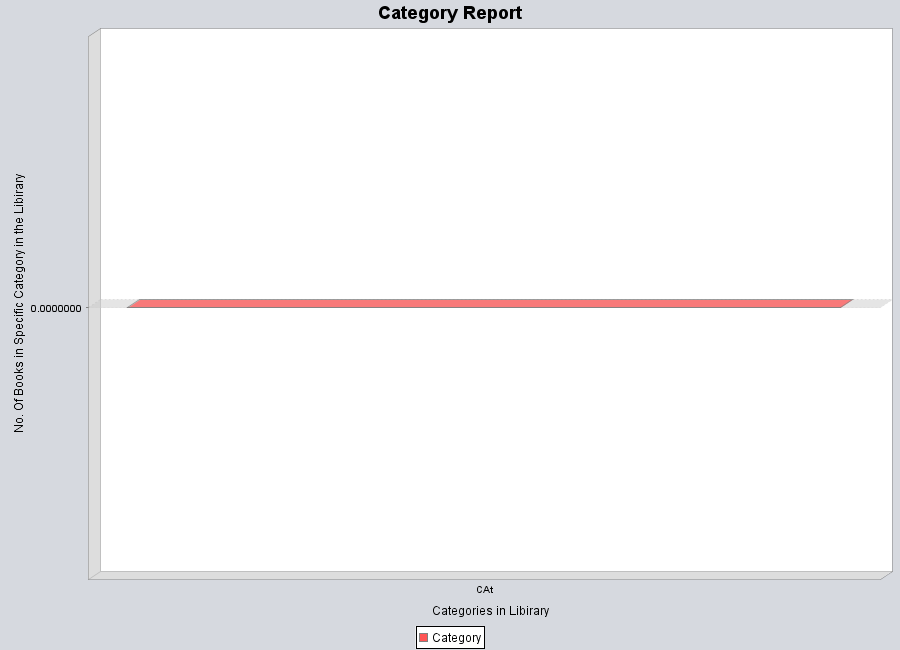 Category Report
No. Of Books in Specific Category in the Libirary
0.0000000
CAt
Categories in Libirary
Category